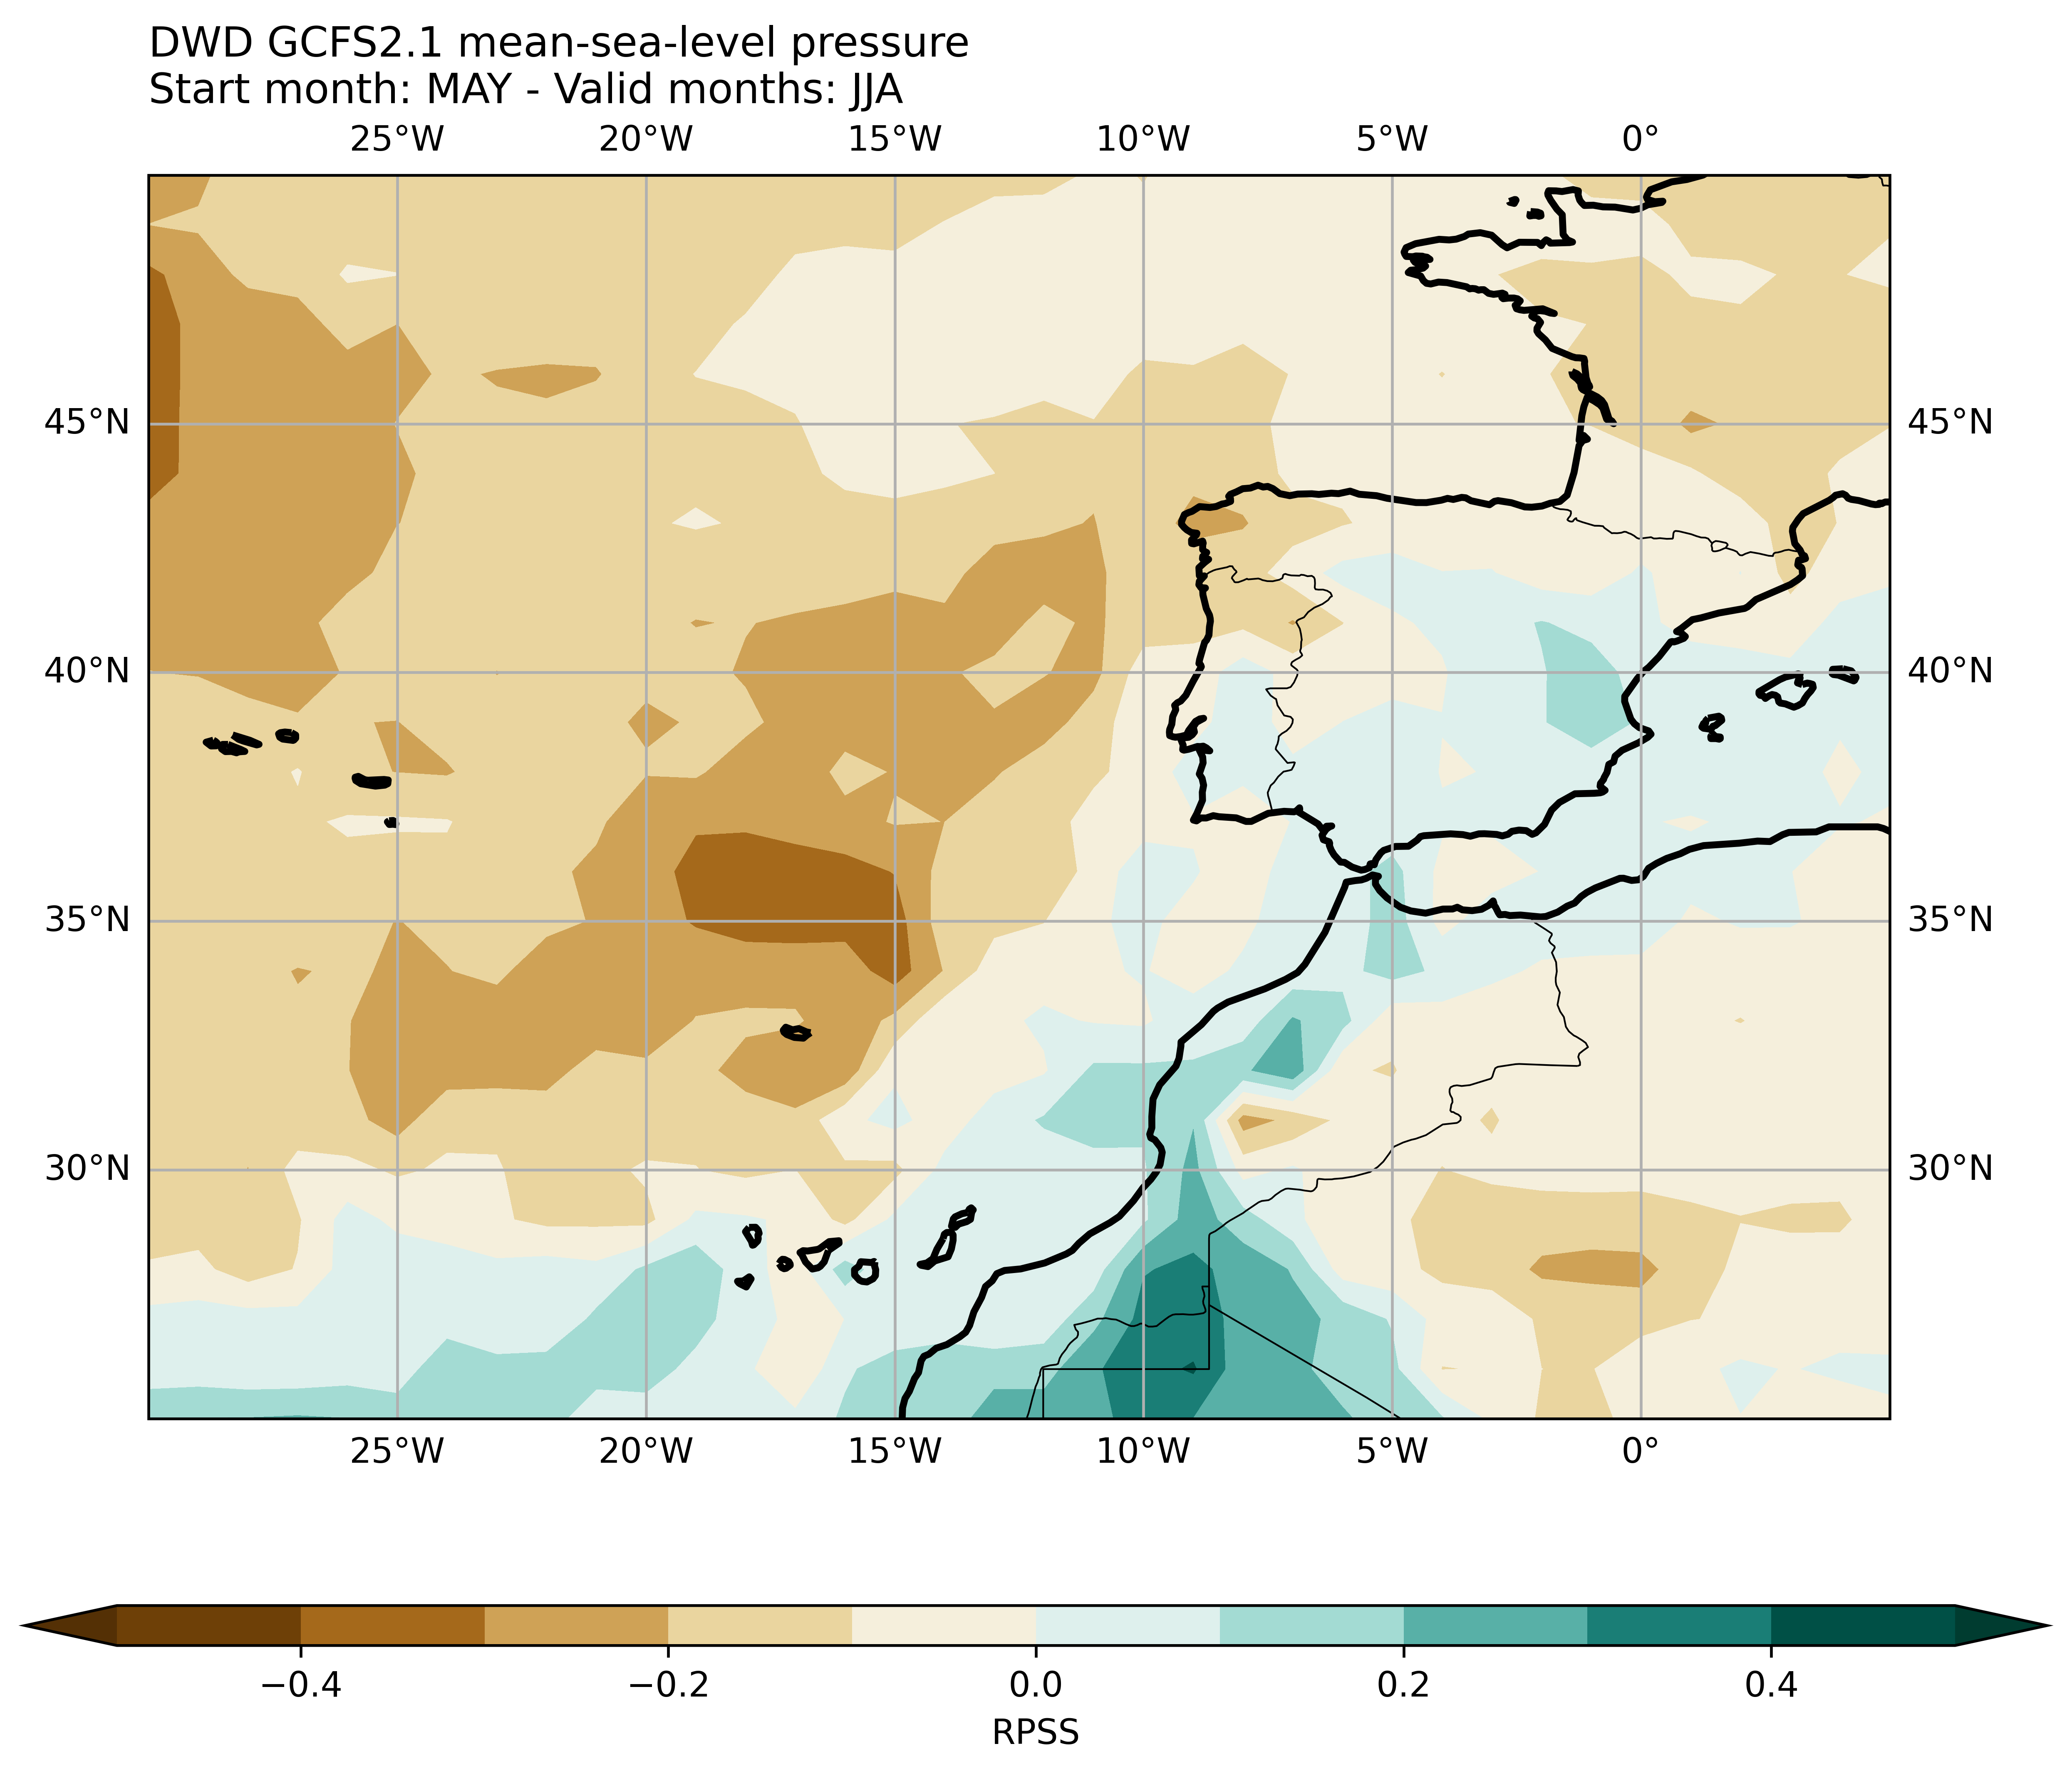 DWD GCFS2.1 mean-sea-level pressure
Start month: MAY - Valid months: JJA
25°W 20°W 15°W 10°W 5°W 0°
45°N 45°N
40°N 40°N
35°N 35°N
30°N 30°N
25°W 20°W 15°W 10°W 5°W 0°
−0.4 −0.2 0.0 0.2 0.4
RPSS